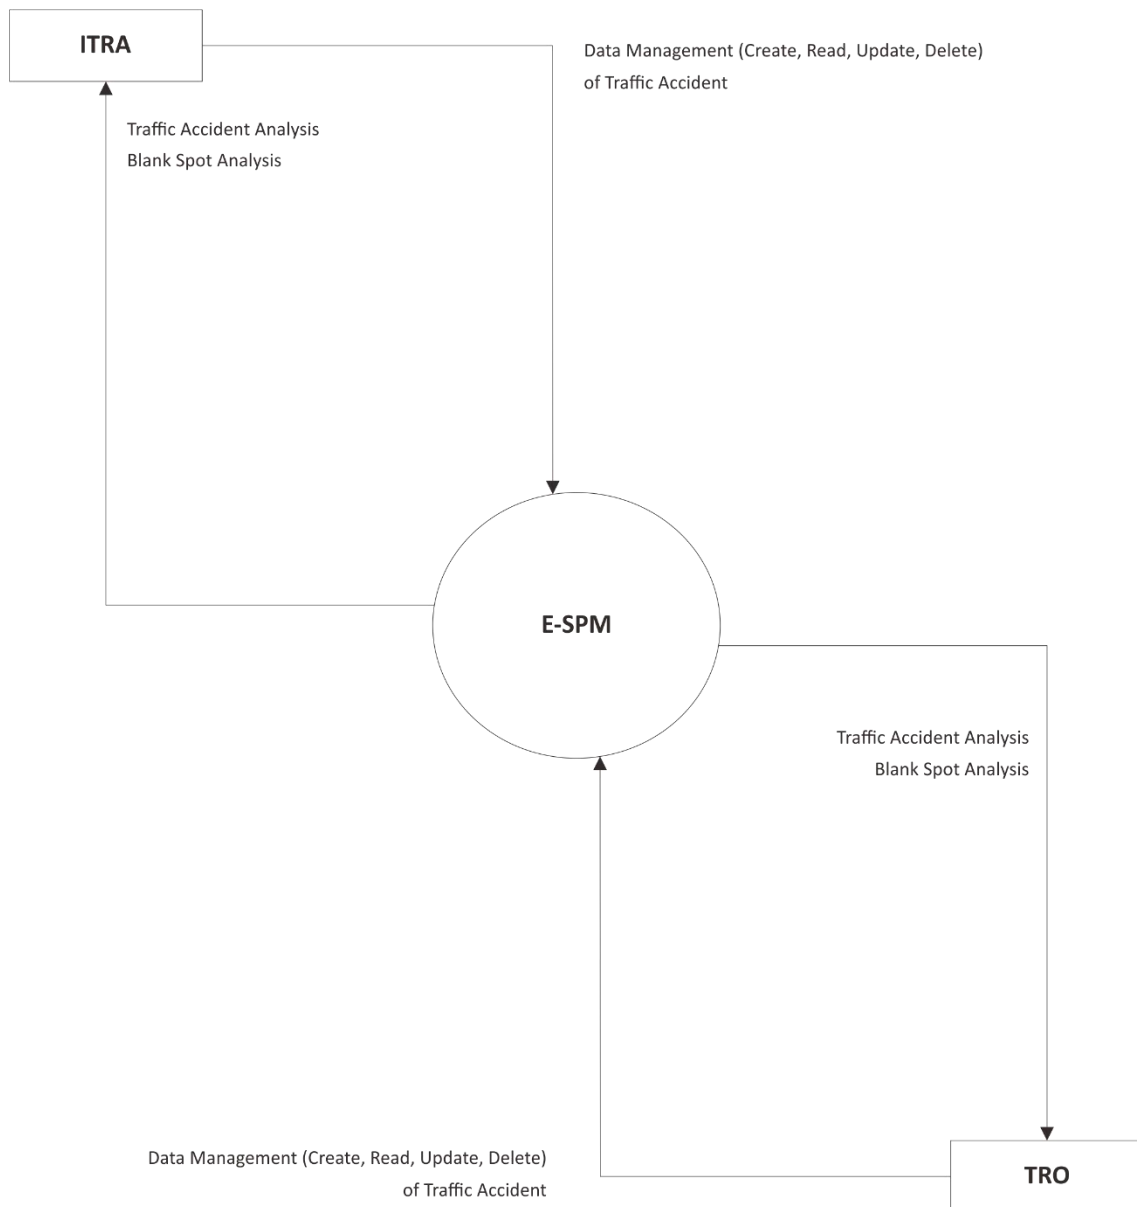 ITRA
Data Management (Create, Read, Update, Delete)
of Traffic Accident
Traffic Accident Analysis
Blank Spot Analysis
E-SPM
Traffic Accident Analysis
Blank Spot Analysis
Data Management (Create, Read, Update, Delete)
of Traffic Accident
TRO